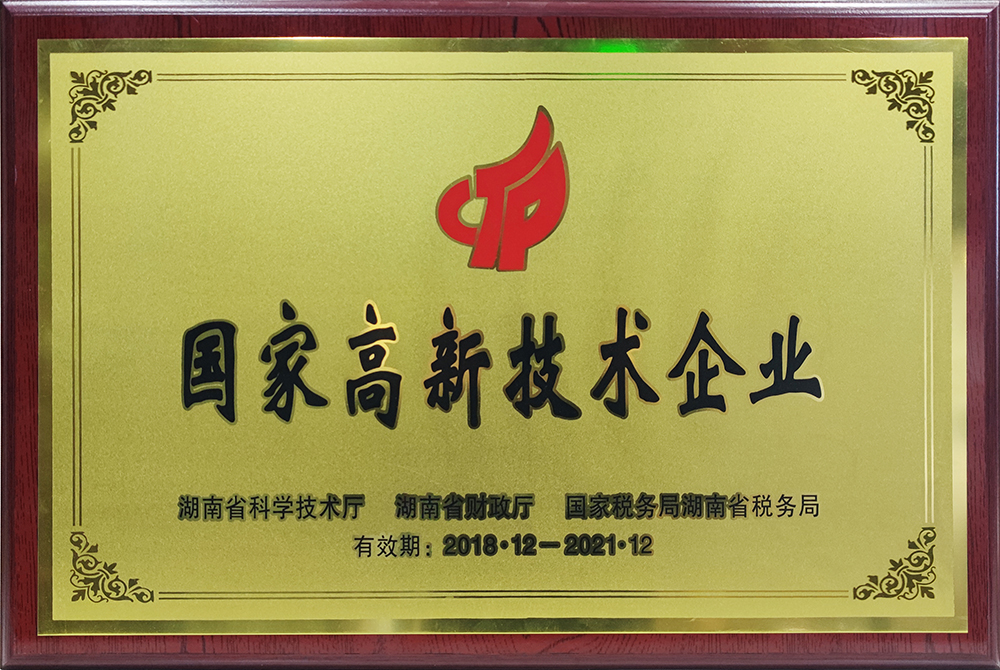 CTP
国家高新技术企业
湖南省科学技术厅 湖南省财政厅 国家税务局湖南省税务局
有效期：2018·12－2021·12